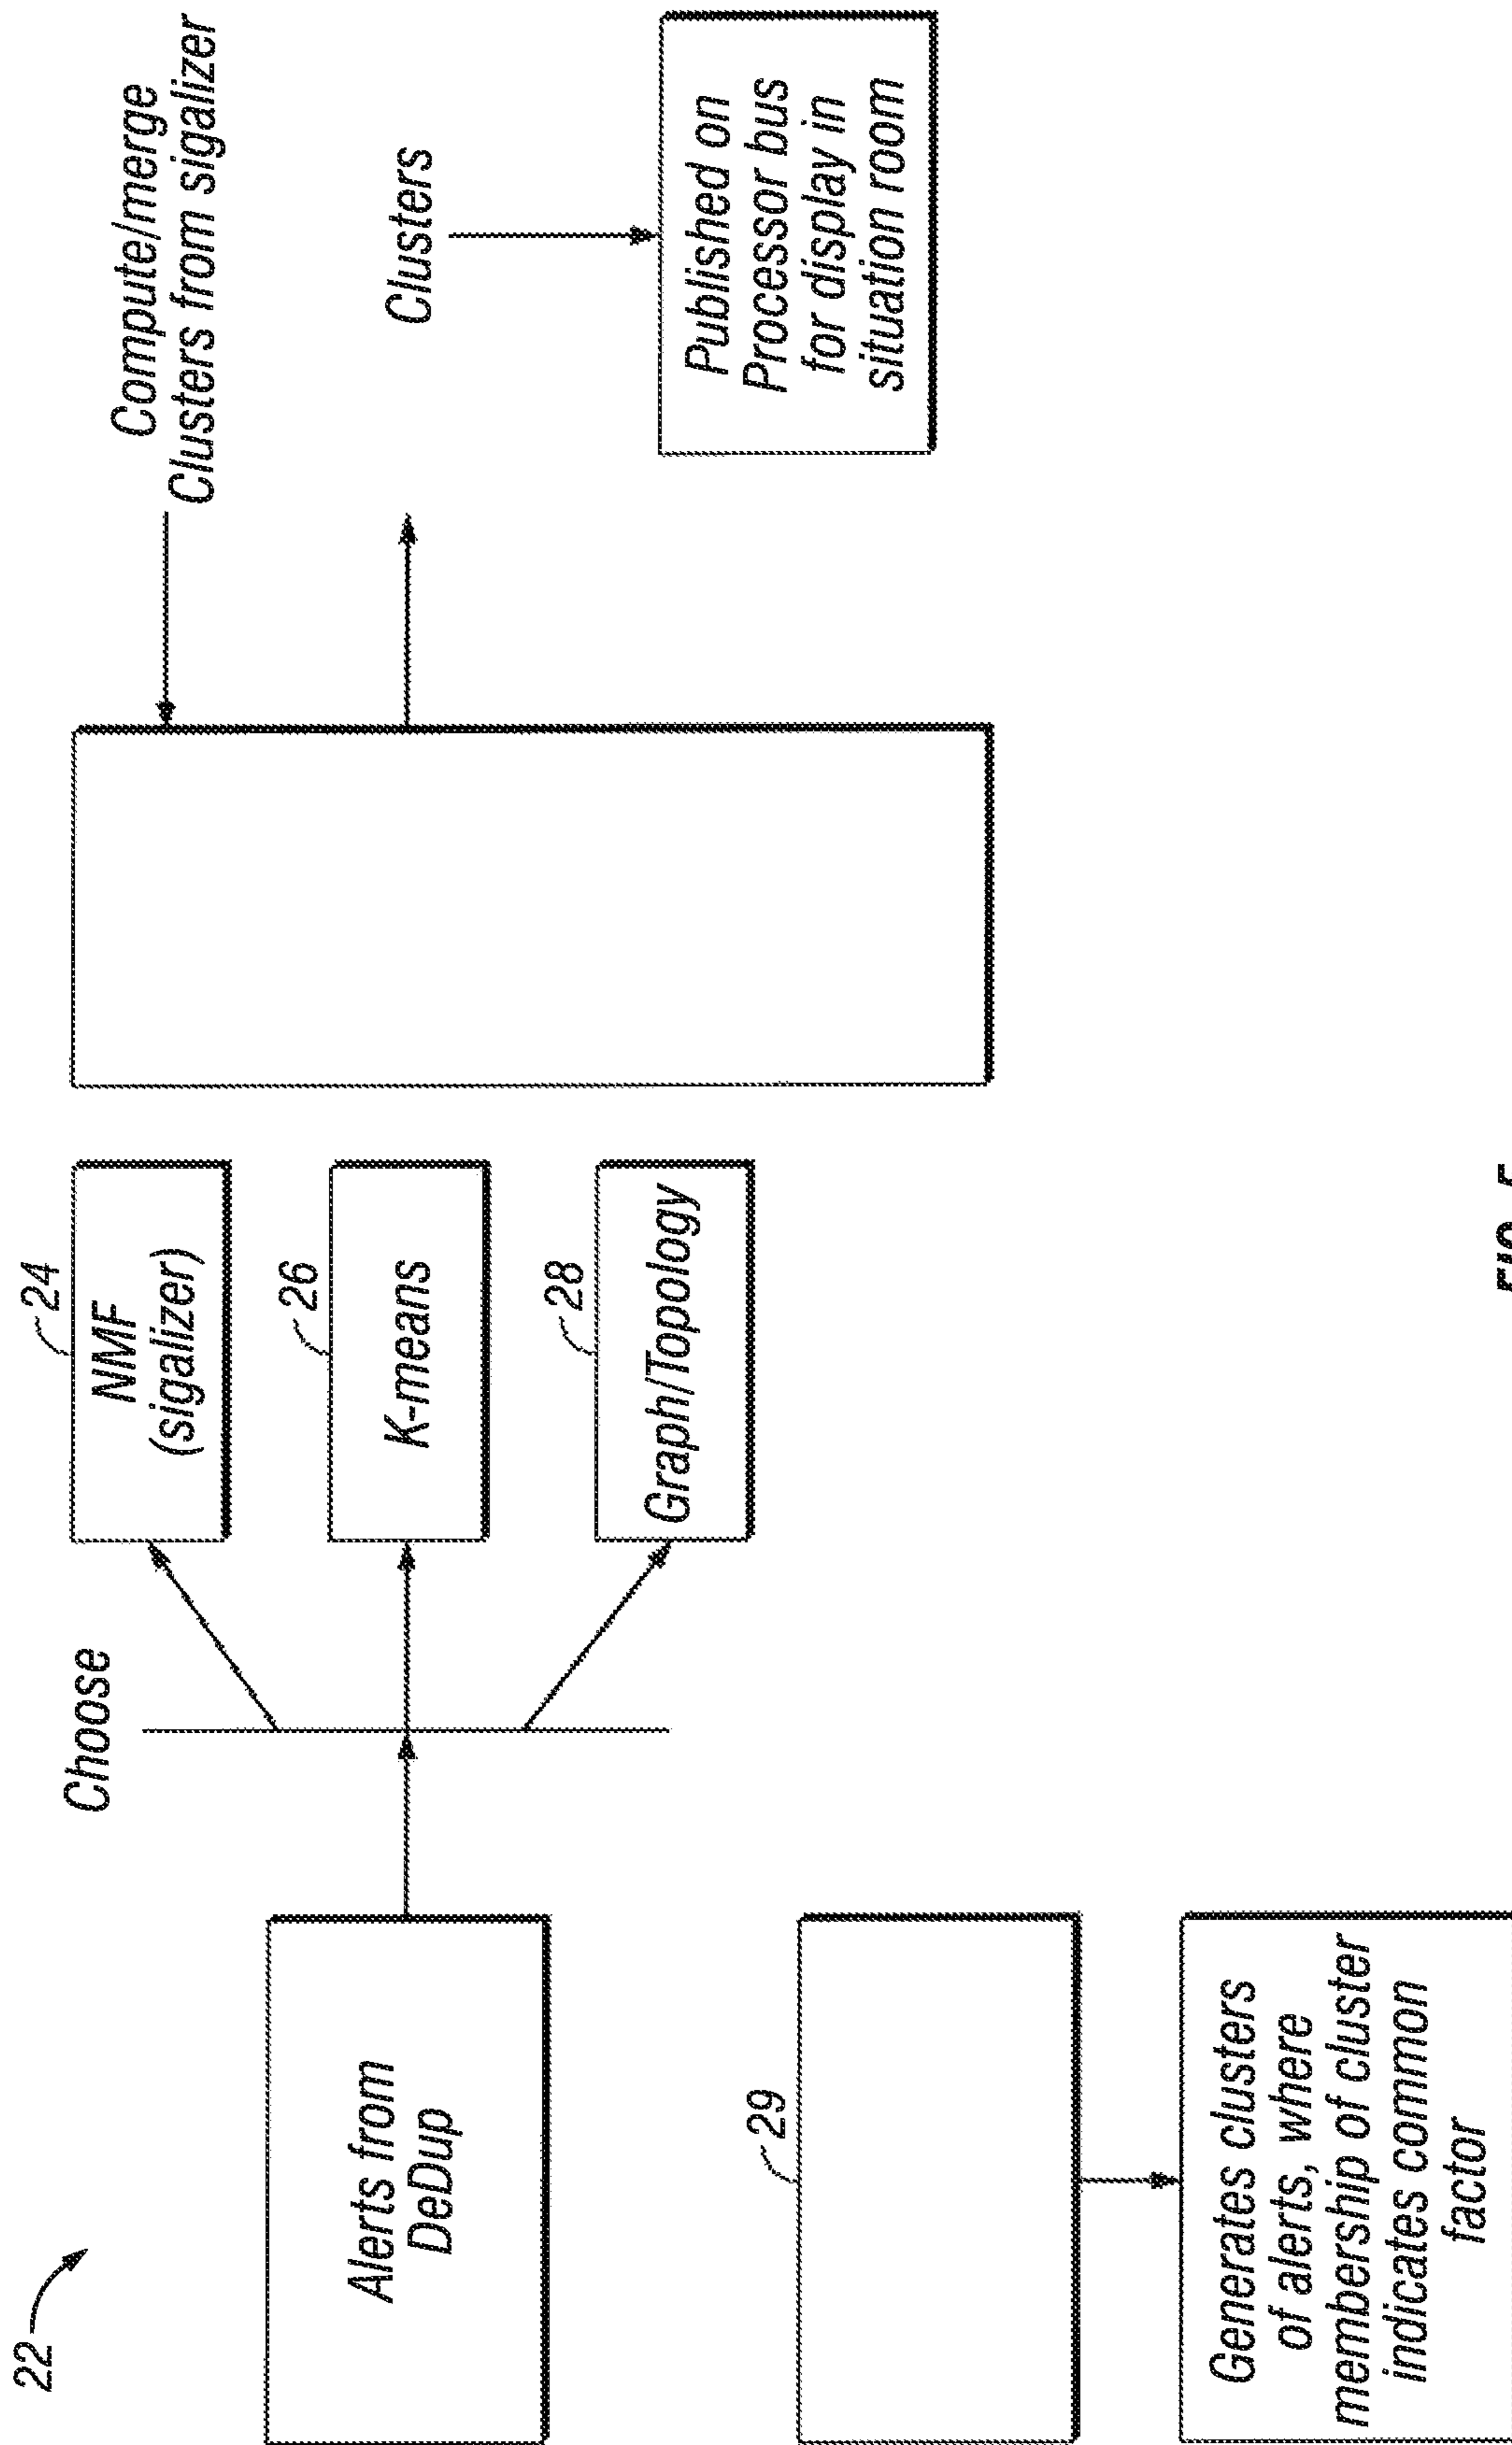 22
Alerts from
DeDup
29
Generates clusters
of alerts, where
membership of cluster
indicates common
factor
Choose
24
NMF
(sigalizer)
26
K-means
28
Graph/Topology
Compute/merge
Clusters from sigalizer
Clusters
Published on
Processor bus
for display in
situation room